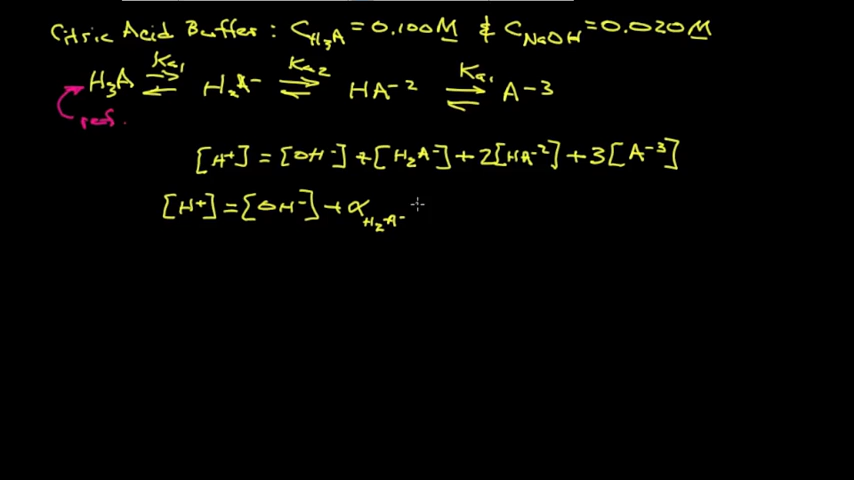 Citric Acid Buffer: C_H₃A = 0.100 M & C_NaOH = 0.020 M
H₃A ⇌ H₂A⁻ ⇌ HA⁻² ⇌ A⁻³
Ka₁ Ka₂ Ka₁
ref.
[H⁺] = [OH⁻] + [H₂A⁻] + 2[HA⁻²] + 3[A⁻³]
[H⁺] = [OH⁻] + α_H₂A⁻